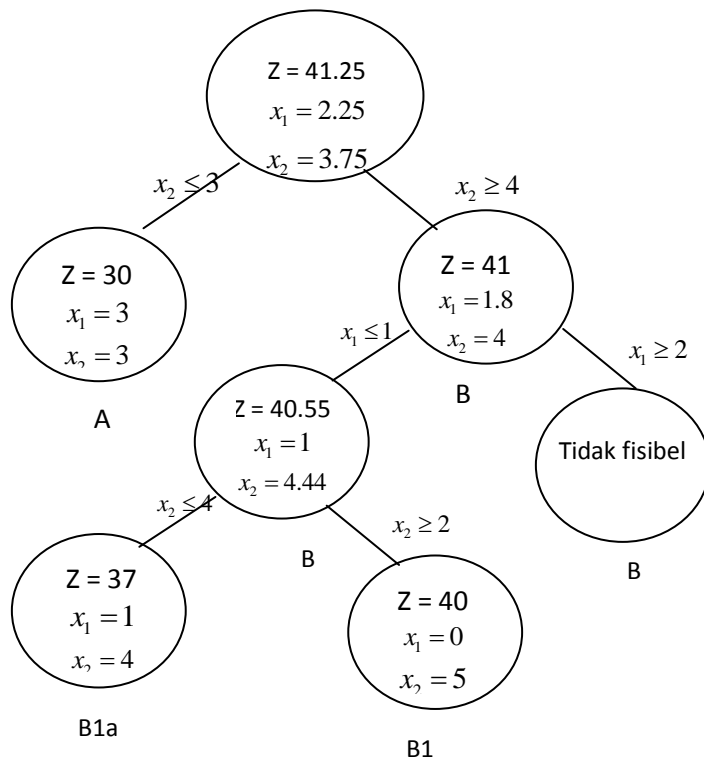 Z = 41.25
x₁ = 2.25
x₂ = 3.75
x₂ ≤ 3
x₂ ≥ 4
Z = 30
x₁ = 3
x₂ = 3
A
Z = 41
x₁ = 1.8
x₂ = 4
B
x₁ ≤ 1
x₁ ≥ 2
Z = 40.55
x₁ = 1
x₂ = 4.44
B
Tidak fisibel
B
x₂ ≤ 4
x₂ ≥ 2
Z = 37
x₁ = 1
x₂ = 4
B1a
Z = 40
x₁ = 0
x₂ = 5
B1